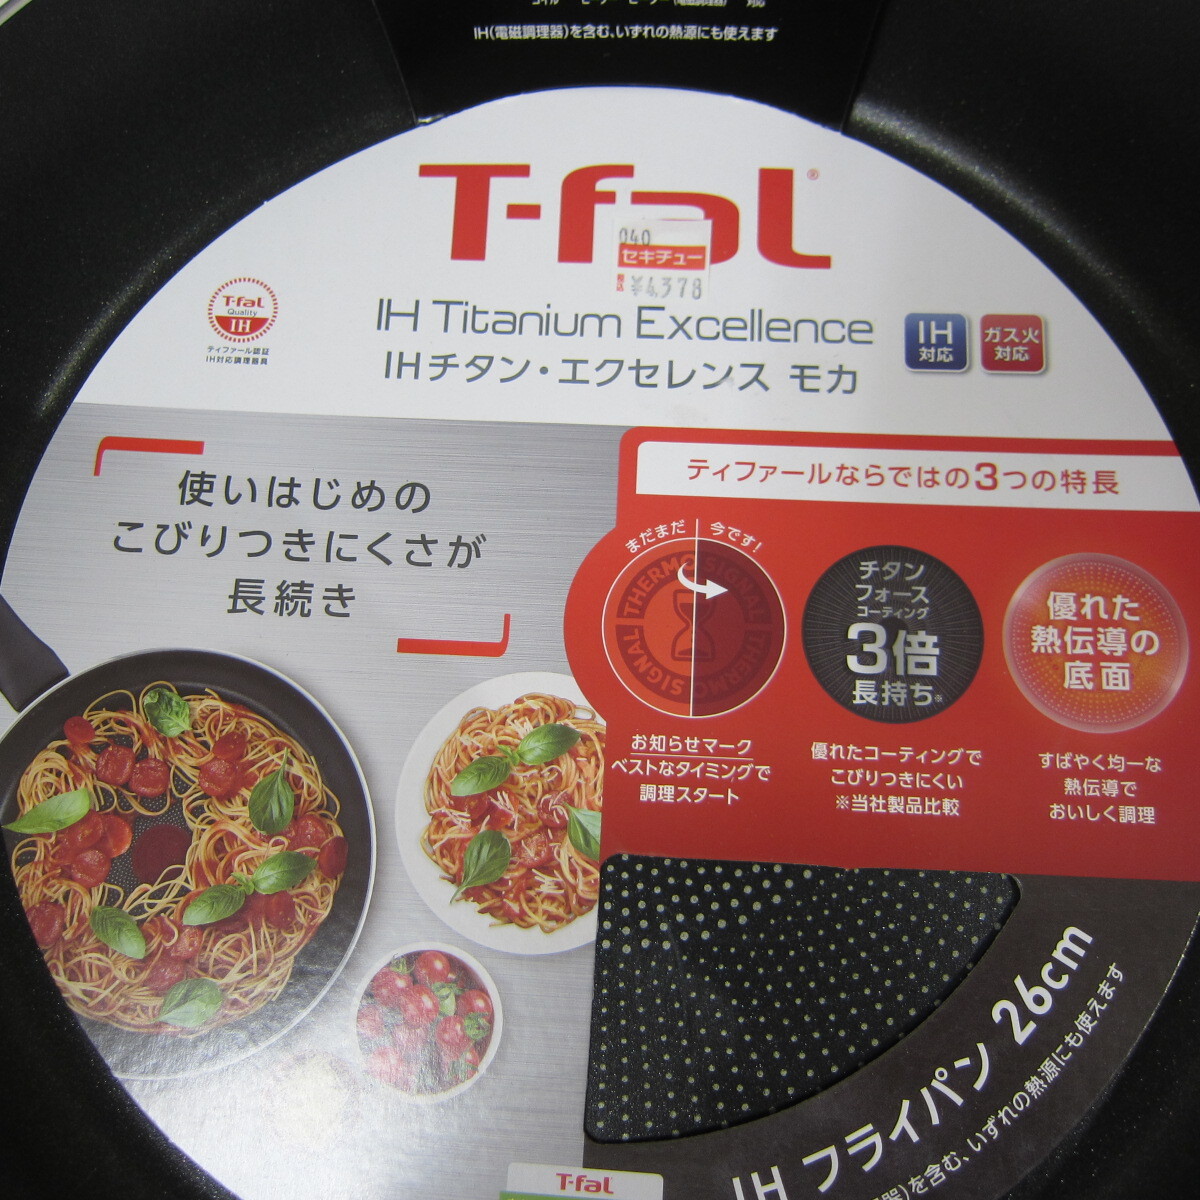 IH(電磁調理器)を含む、いずれの熱源にも使えます
T-fal®
040
セキチュー
税込 ¥4,378
IH Titanium Excellence
IHチタン・エクセレンス モカ
T-fal
Quality
IH
ティファール認証
IH対応調理器具
IH
対応
ガス火
対応
使いはじめの
こびりつきにくさが
長続き
ティファールならではの3つの特長
まだまだ
今です!
THERMO SIGNAL
THERMO SIGNAL
お知らせマーク
ベストなタイミングで
調理スタート
チタン
フォース
コーティング
3倍
長持ち※
優れたコーティングで
こびりつきにくい
※当社製品比較
優れた
熱伝導の
底面
すばやく均一な
熱伝導で
おいしく調理
IH フライパン 26cm
器)を含む、いずれの熱源にも使えます
T-fal